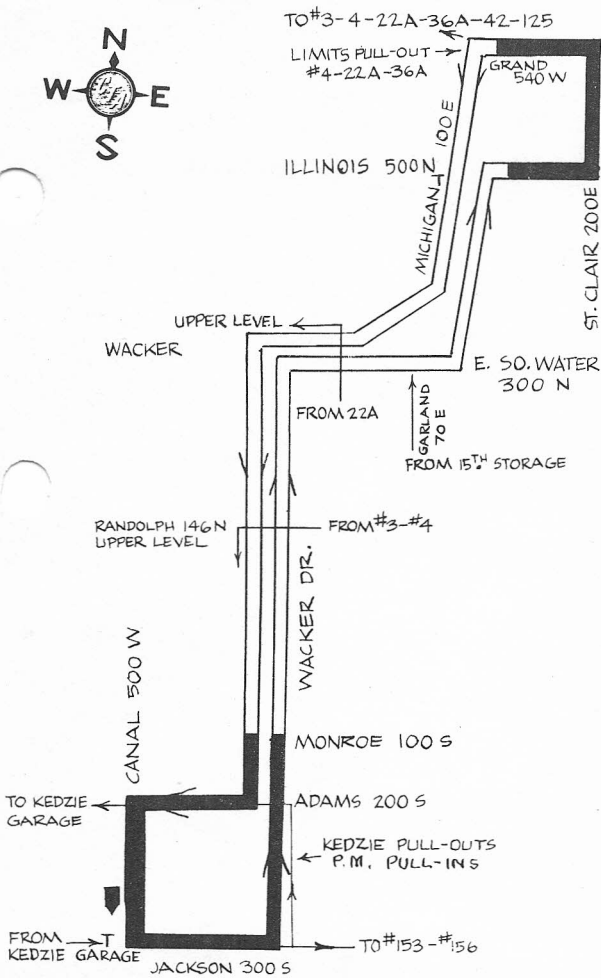 TO #3-4-22A-36A-42-125
N
W
E
S
LIMITS PULL-OUT
#4-22A-36A
GRAND
540 W
MICHIGAN 100 E
ILLINOIS 500 N
ST. CLAIR 200E
UPPER LEVEL
WACKER
E. SO. WATER
300 N
FROM 22A
GARLAND
70 E
FROM 15TH STORAGE
RANDOLPH 146 N
UPPER LEVEL
FROM #3-#4
WACKER DR.
CANAL 500 W
MONROE 100 S
TO KEDZIE
GARAGE
ADAMS 200 S
KEDZIE PULL-OUTS
P.M. PULL-INS
FROM
KEDZIE GARAGE
T
TO #153-#156
JACKSON 300 S